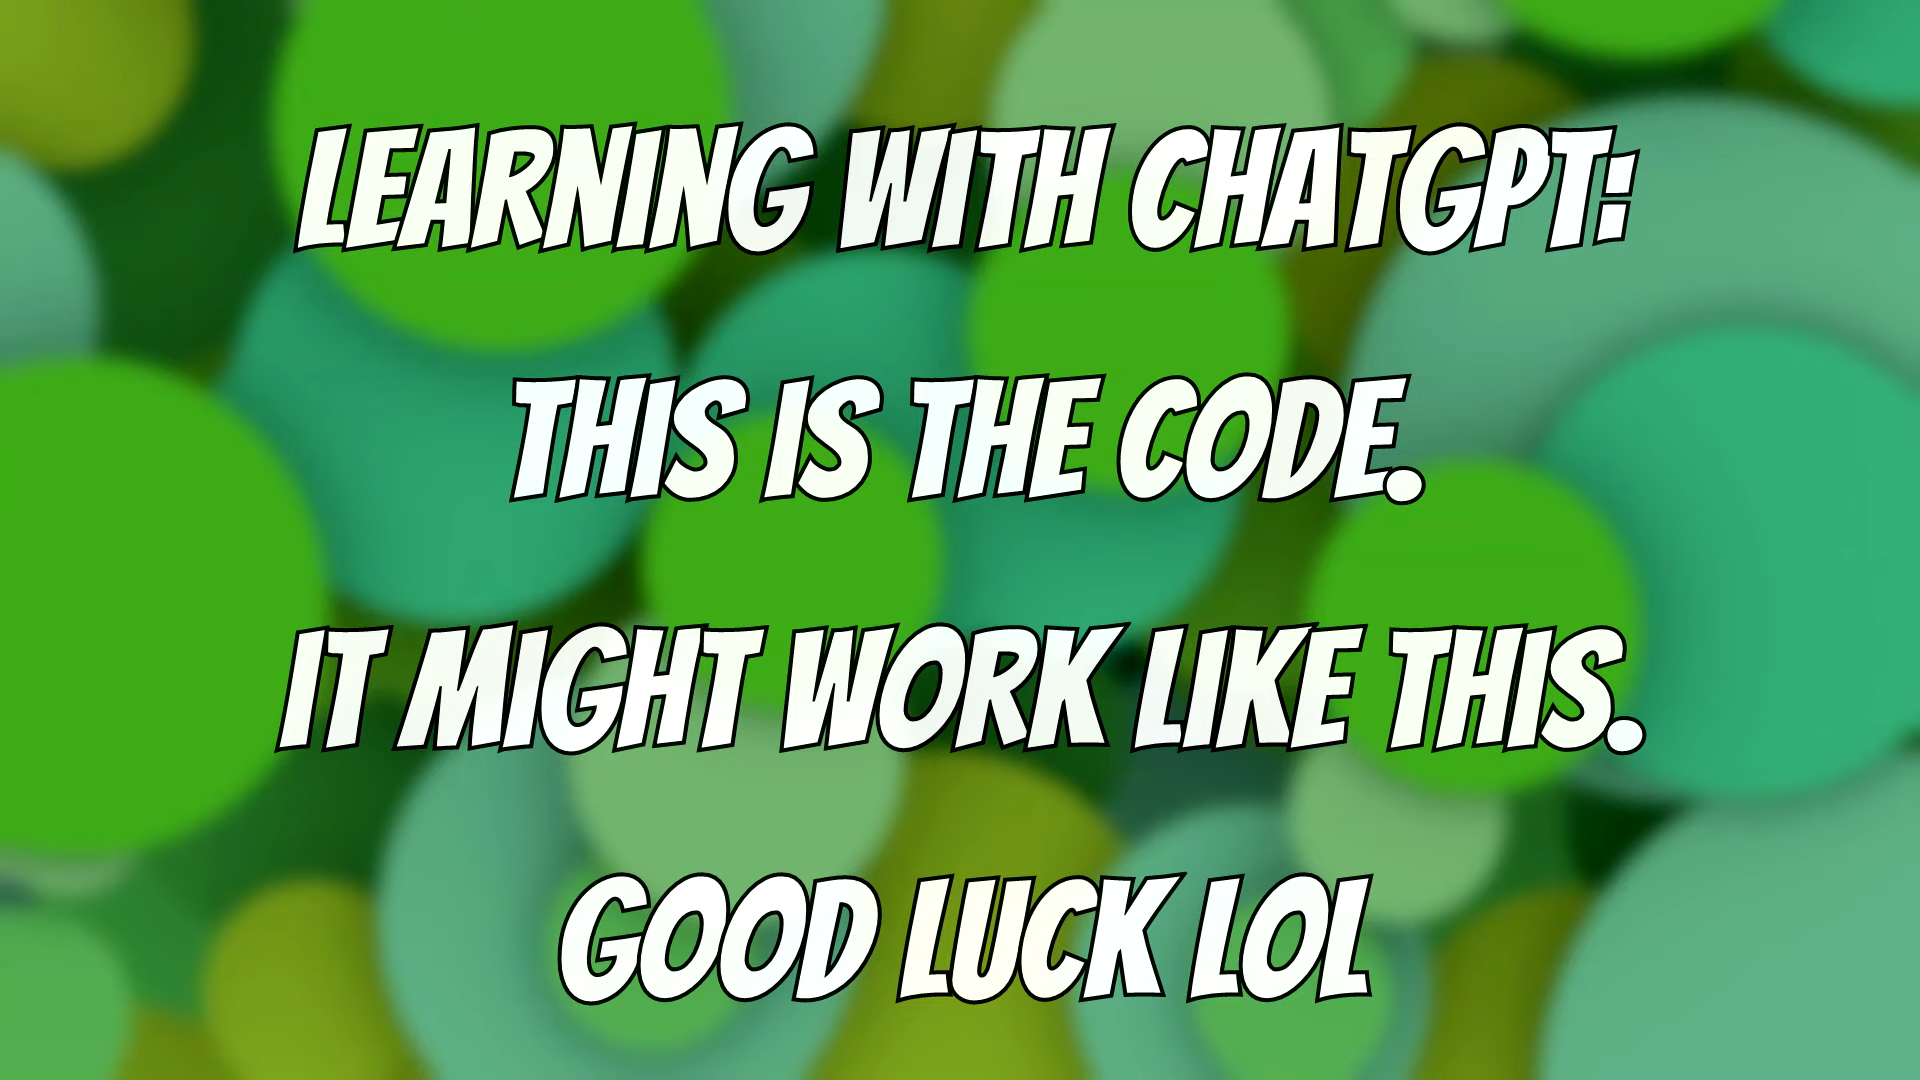 LEARNING WITH CHATGPT:
THIS IS THE CODE.
IT MIGHT WORK LIKE THIS.
GOOD LUCK LOL